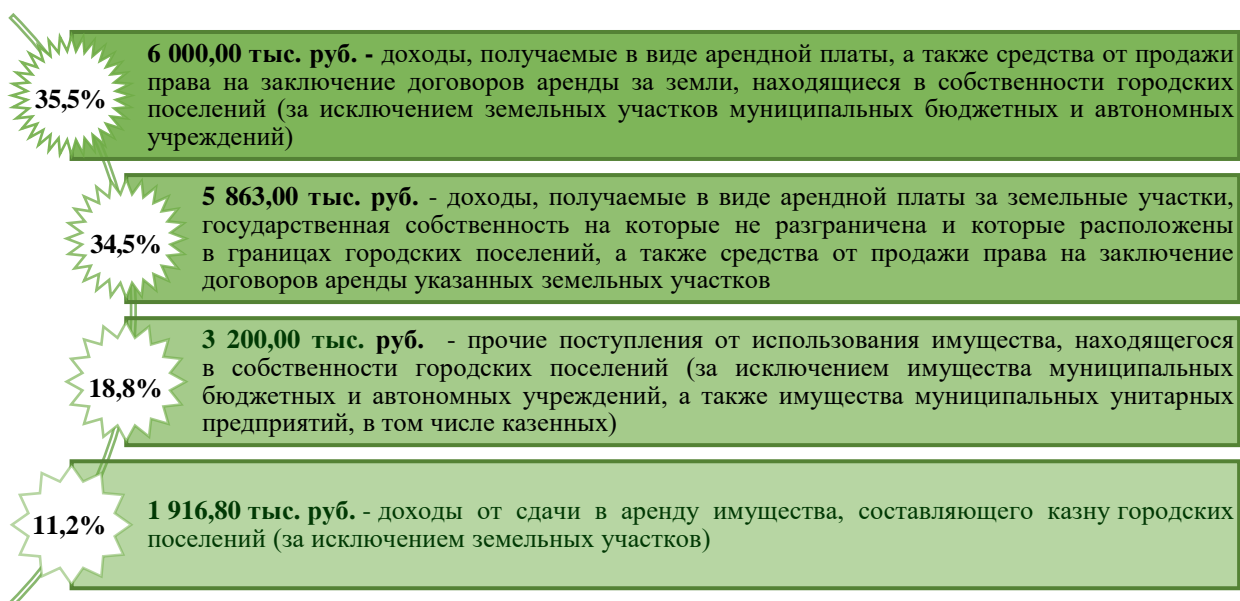 35,5%
6 000,00 тыс. руб. - доходы, получаемые в виде арендной платы, а также средства от продажи
права на заключение договоров аренды за земли, находящиеся в собственности городских
поселений (за исключением земельных участков муниципальных бюджетных и автономных
учреждений)
34,5%
5 863,00 тыс. руб. - доходы, получаемые в виде арендной платы за земельные участки,
государственная собственность на которые не разграничена и которые расположены
в границах городских поселений, а также средства от продажи права на заключение
договоров аренды указанных земельных участков
18,8%
3 200,00 тыс. руб. - прочие поступления от использования имущества, находящегося
в собственности городских поселений (за исключением имущества муниципальных
бюджетных и автономных учреждений, а также имущества муниципальных унитарных
предприятий, в том числе казенных)
11,2%
1 916,80 тыс. руб. - доходы от сдачи в аренду имущества, составляющего казну городских
поселений (за исключением земельных участков)